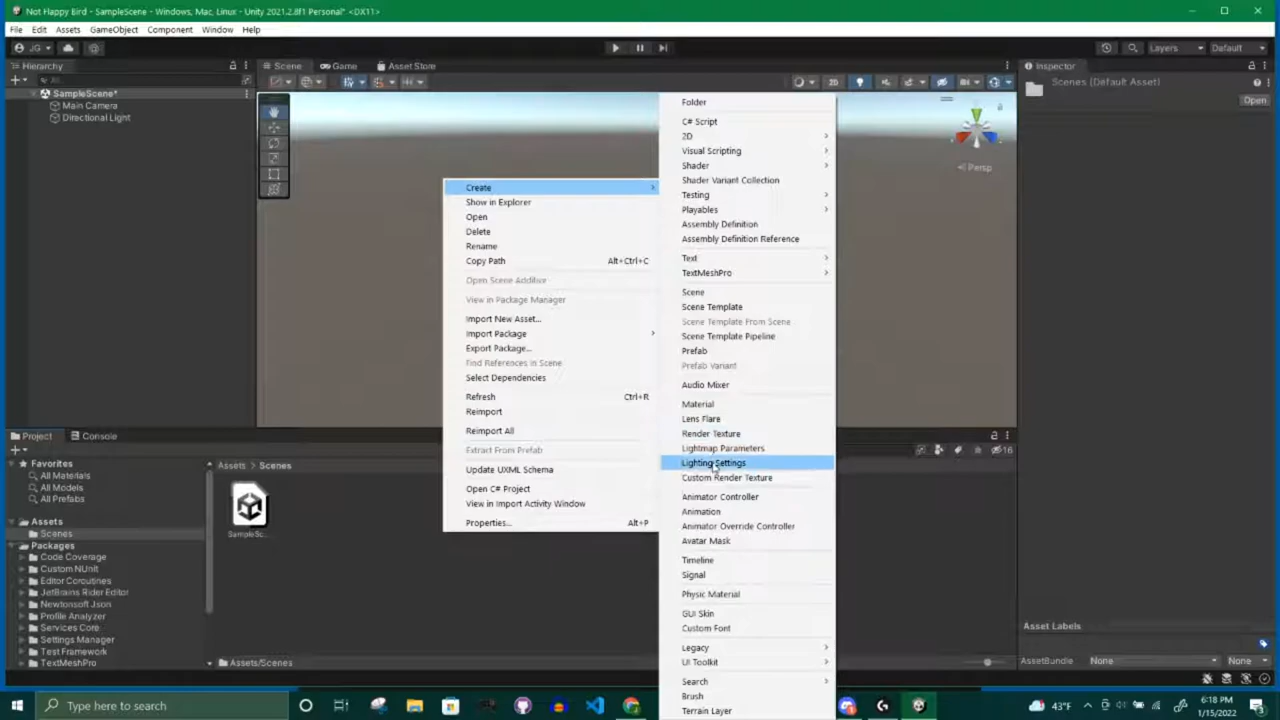 Not Flappy Bird - SampleScene - Windows, Mac, Linux - Unity 2021.2.8f1 Personal* <DX11>
File Edit Assets GameObject Component Window Help
JG Layers Default
Hierarchy Scene Game Asset Store Inspector
All
SampleScene*
Main Camera
Directional Light
2D
Scenes (Default Asset)
Open
Persp
Create
Show in Explorer
Open
Delete
Rename
Copy Path Alt+Ctrl+C
Open Scene Additive
View in Package Manager
Import New Asset...
Import Package
Export Package...
Find References in Scene
Select Dependencies
Refresh Ctrl+R
Reimport
Reimport All
Extract From Prefab
Update UXML Schema
Open C# Project
View in Import Activity Window
Properties... Alt+P
Folder
C# Script
2D
Visual Scripting
Shader
Shader Variant Collection
Testing
Playables
Assembly Definition
Assembly Definition Reference
Text
TextMeshPro
Scene
Scene Template
Scene Template From Scene
Scene Template Pipeline
Prefab
Prefab Variant
Audio Mixer
Material
Lens Flare
Render Texture
Lightmap Parameters
Lighting Settings
Custom Render Texture
Animator Controller
Animation
Animator Override Controller
Avatar Mask
Timeline
Signal
Physic Material
GUI Skin
Custom Font
Legacy
UI Toolkit
Search
Brush
Terrain Layer
Project Console
16
Favorites
All Materials
All Models
All Prefabs
Assets
Scenes
Packages
Code Coverage
Custom NUnit
Editor Coroutines
JetBrains Rider Editor
Newtonsoft Json
Profile Analyzer
Services Core
Settings Manager
Test Framework
TextMeshPro
Assets > Scenes
SampleSc...
Assets/Scenes
Asset Labels
AssetBundle None None
Type here to search
43°F
6:18 PM
1/15/2022